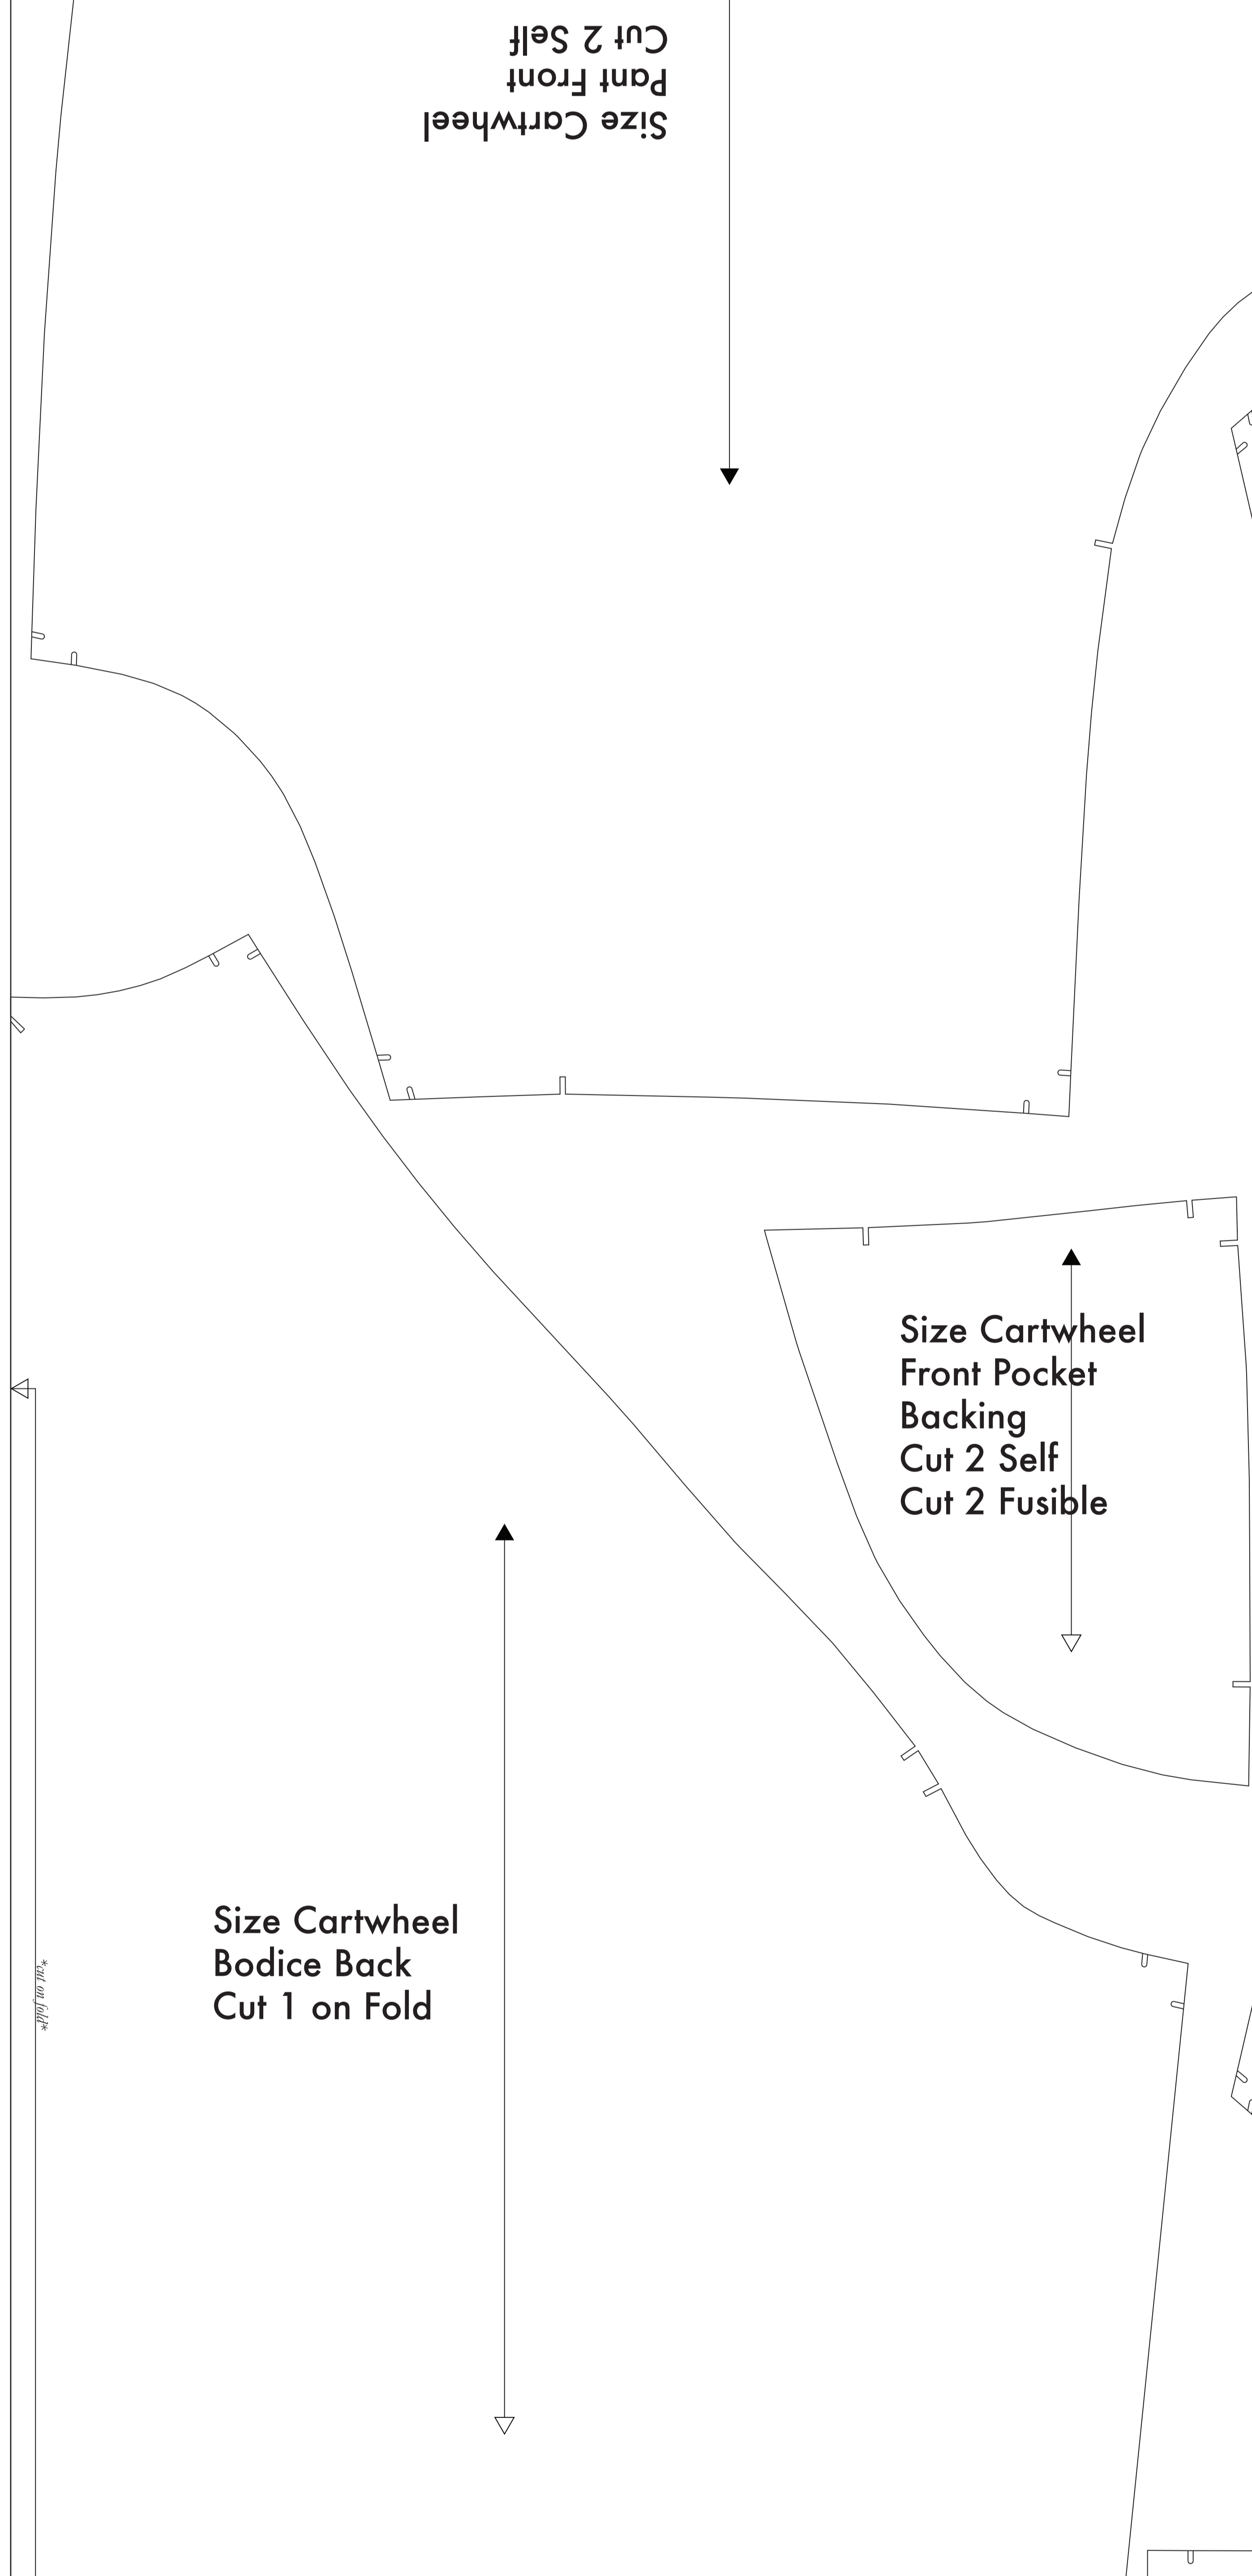 Size Cartwheel
Pant Front
Cut 2 Self
Size Cartwheel
Front Pocket
Backing
Cut 2 Self
Cut 2 Fusible
Size Cartwheel
Bodice Back
Cut 1 on Fold
*cut on fold*